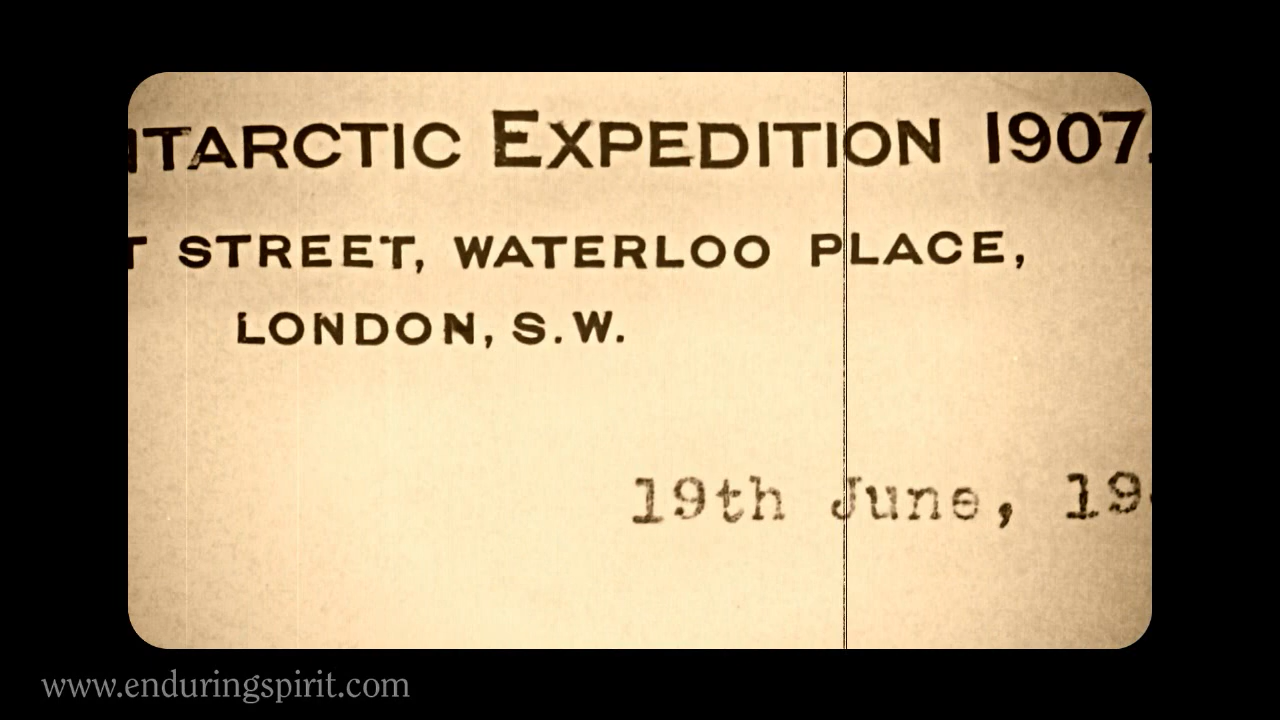 NTARCTIC EXPEDITION 1907.
T STREET, WATERLOO PLACE,
LONDON, S.W.
19th June, 19
www.enduringspirit.com